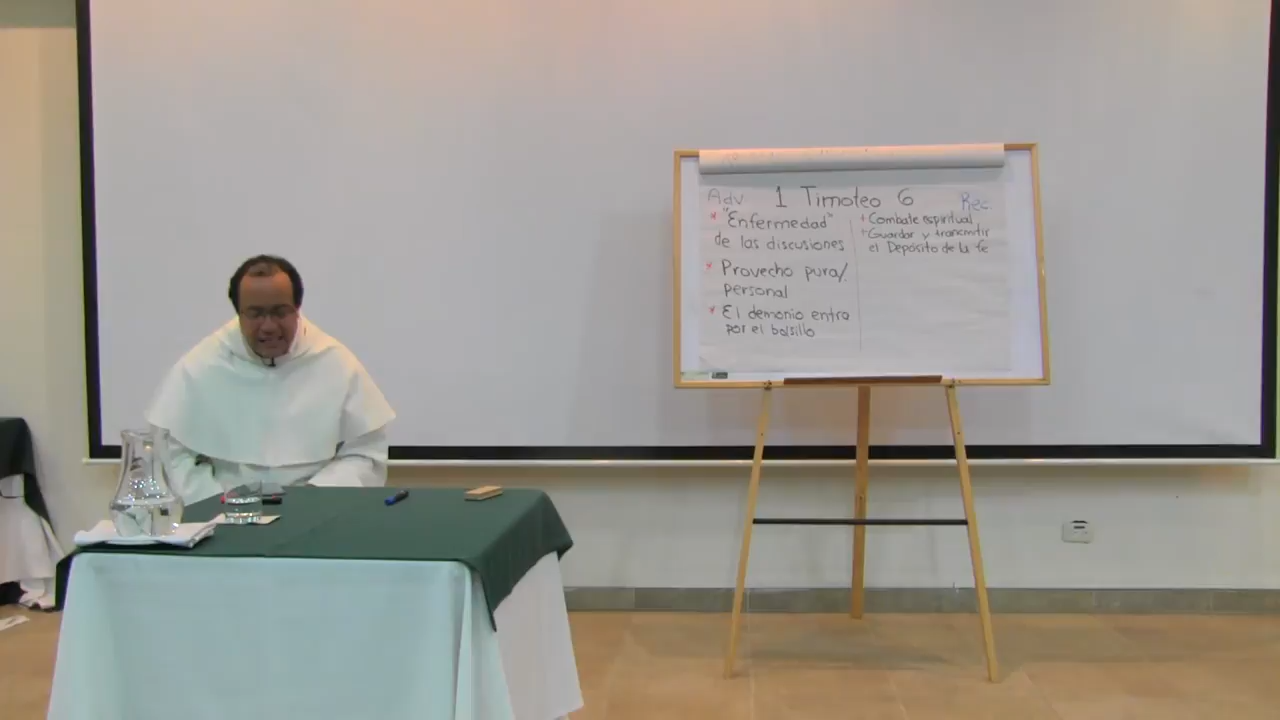 Adv 1 Timoteo 6 Rec.
* "Enfermedad"
de las discusiones
* Provecho pura/.
personal
* El demonio entra
por el bolsillo
+ Combate espiritual
+ Guardar y transmitir
el Depósito de la fe